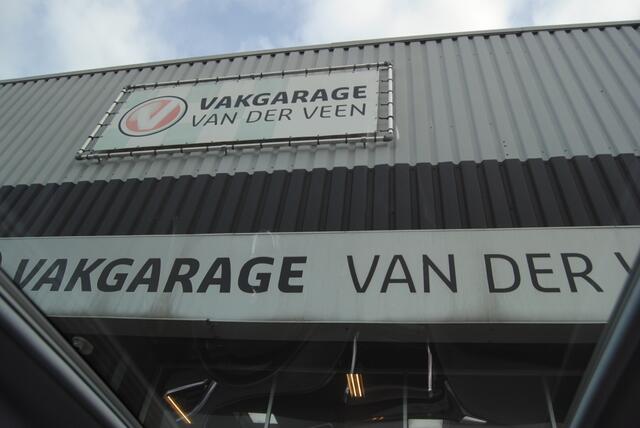 VAKGARAGE
VAN DER VEEN
VAKGARAGE VAN DER V